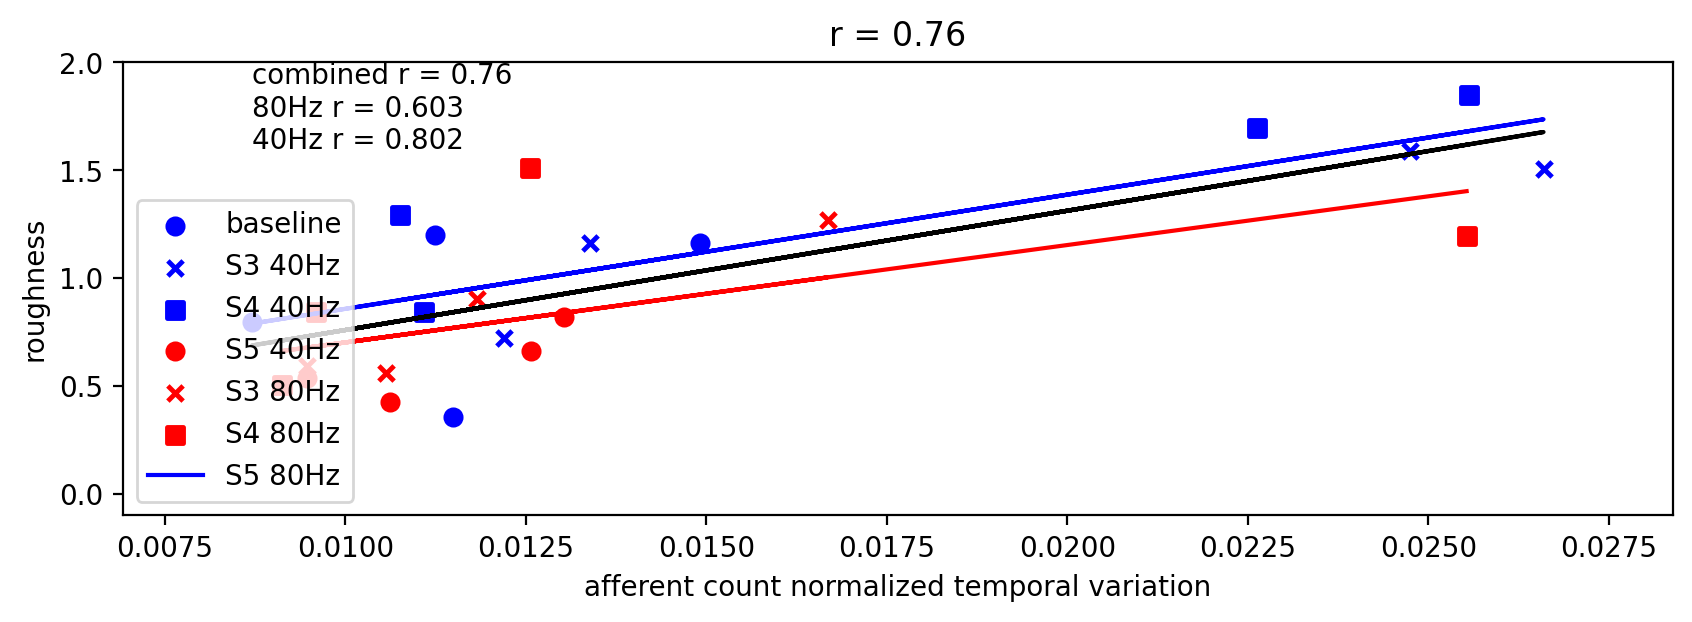 r = 0.76
combined r = 0.76
80Hz r = 0.603
40Hz r = 0.802
2.0
1.5
1.0
0.5
0.0
roughness
baseline
S3 40Hz
S4 40Hz
S5 40Hz
S3 80Hz
S4 80Hz
S5 80Hz
0.0075 0.0100 0.0125 0.0150 0.0175 0.0200 0.0225 0.0250 0.0275
afferent count normalized temporal variation